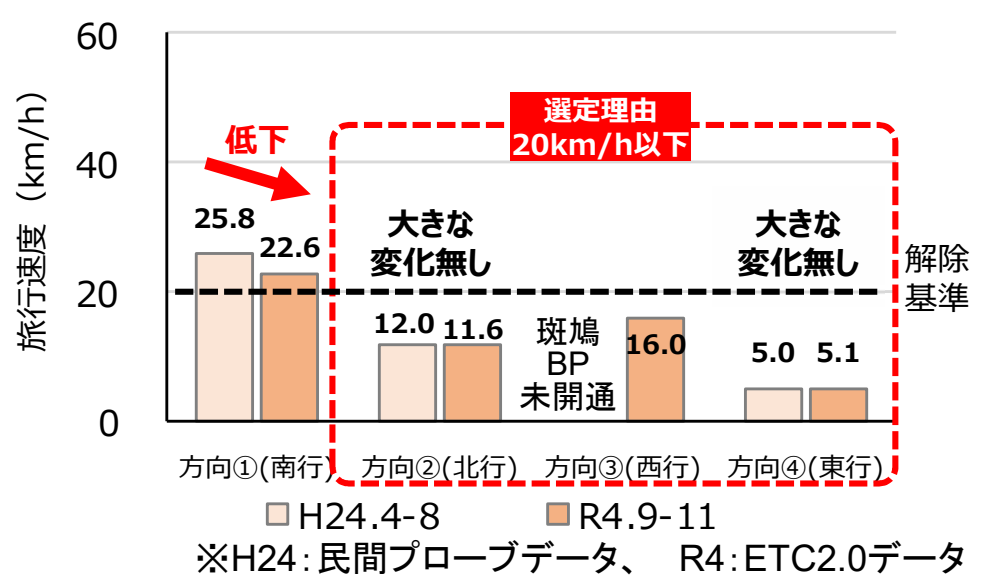 旅行速度（km/h）
60
40
20
0
低下
選定理由
20km/h以下
大きな
変化無し
大きな
変化無し
解除
基準
25.8
22.6
12.0
11.6
斑鳩
BP
未開通
16.0
5.0
5.1
方向①(南行)
方向②(北行)
方向③(西行)
方向④(東行)
H24.4-8
R4.9-11
※H24：民間プローブデータ、 R4：ETC2.0データ